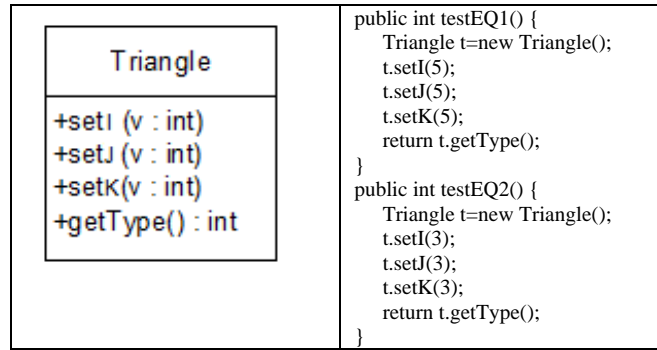 Triangle
+setI (v : int)
+setJ (v : int)
+setK(v : int)
+getType() : int
public int testEQ1() {
Triangle t=new Triangle();
t.setI(5);
t.setJ(5);
t.setK(5);
return t.getType();
}
public int testEQ2() {
Triangle t=new Triangle();
t.setI(3);
t.setJ(3);
t.setK(3);
return t.getType();
}